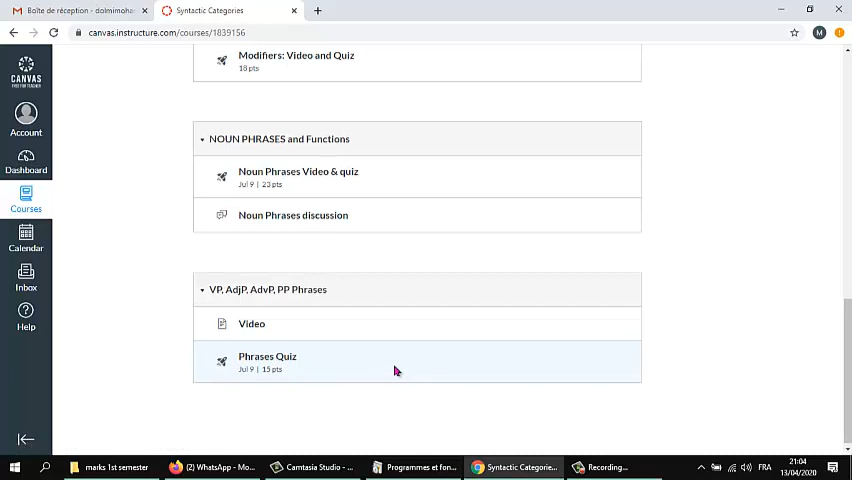 Boîte de réception - dolmimoha
Syntactic Categories
canvas.instructure.com/courses/1839156
M
CANVAS
FREE FOR TEACHER
Account
Dashboard
Courses
Calendar
Inbox
Help
Modifiers: Video and Quiz
18 pts
NOUN PHRASES and Functions
Noun Phrases Video & quiz
Jul 9 | 23 pts
Noun Phrases discussion
VP, AdjP, AdvP, PP Phrases
Video
Phrases Quiz
Jul 9 | 15 pts
marks 1st semester
(2) WhatsApp - Mo...
Camtasia Studio - ...
Programmes et fon...
Syntactic Categorie...
Recording...
FRA
21:04
13/04/2020